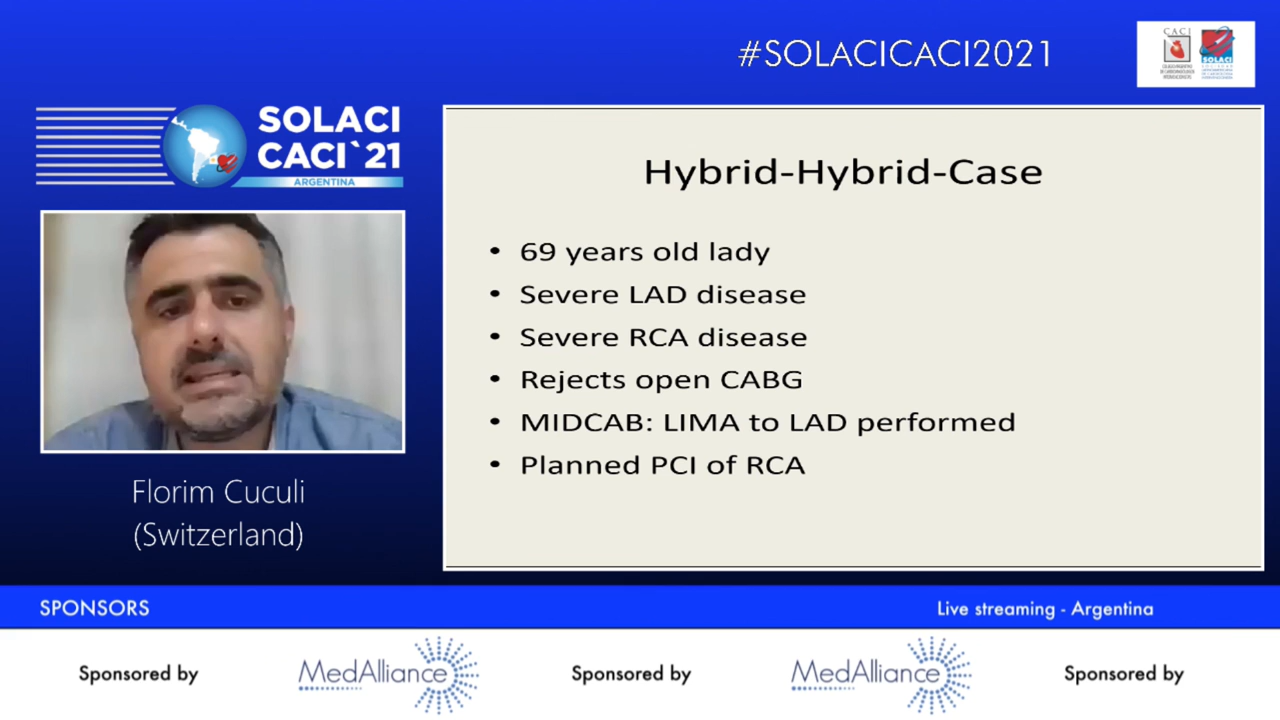 #SOLACICACI2021
CACI
SOLACI
SOLACI
CACI`21
ARGENTINA
Hybrid-Hybrid-Case
• 69 years old lady
• Severe LAD disease
• Severe RCA disease
• Rejects open CABG
• MIDCAB: LIMA to LAD performed
• Planned PCI of RCA
Florim Cuculi
(Switzerland)
SPONSORS
Live streaming - Argentina
Sponsored by
MedAlliance
Sponsored by
MedAlliance
Sponsored by